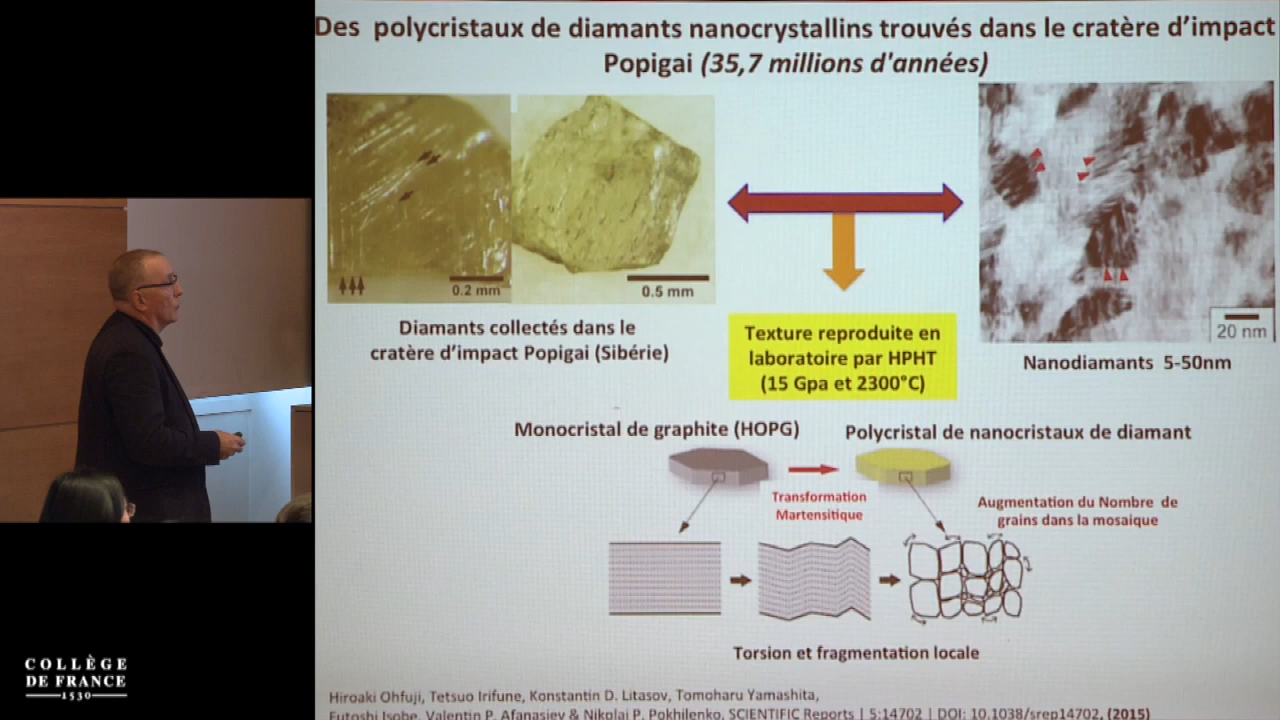 Des polycristaux de diamants nanocrystallins trouvés dans le cratère d'impact
Popigai (35,7 millions d'années)
0.2 mm
0.5 mm
20 nm
Diamants collectés dans le
cratère d'impact Popigai (Sibérie)
Texture reproduite en
laboratoire par HPHT
(15 Gpa et 2300°C)
Nanodiamants 5-50nm
Monocristal de graphite (HOPG)
Polycristal de nanocristaux de diamant
Transformation
Martensitique
Augmentation du Nombre de
grains dans la mosaique
Torsion et fragmentation locale
Hiroaki Ohfuji, Tetsuo Irifune, Konstantin D. Litasov, Tomoharu Yamashita,
Futoshi Isobe, Valentin P. Afanasiev & Nikolai P. Pokhilenko, SCIENTIFIC Reports | 5:14702 | DOI: 10.1038/srep14702, (2015)
COLLÈGE
DE FRANCE
1530